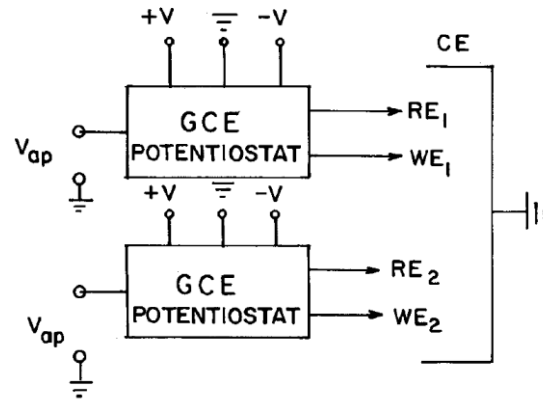 +V -V CE
GCE
POTENTIOSTAT
RE1
WE1
Vap
+V -V
GCE
POTENTIOSTAT
RE2
WE2
Vap